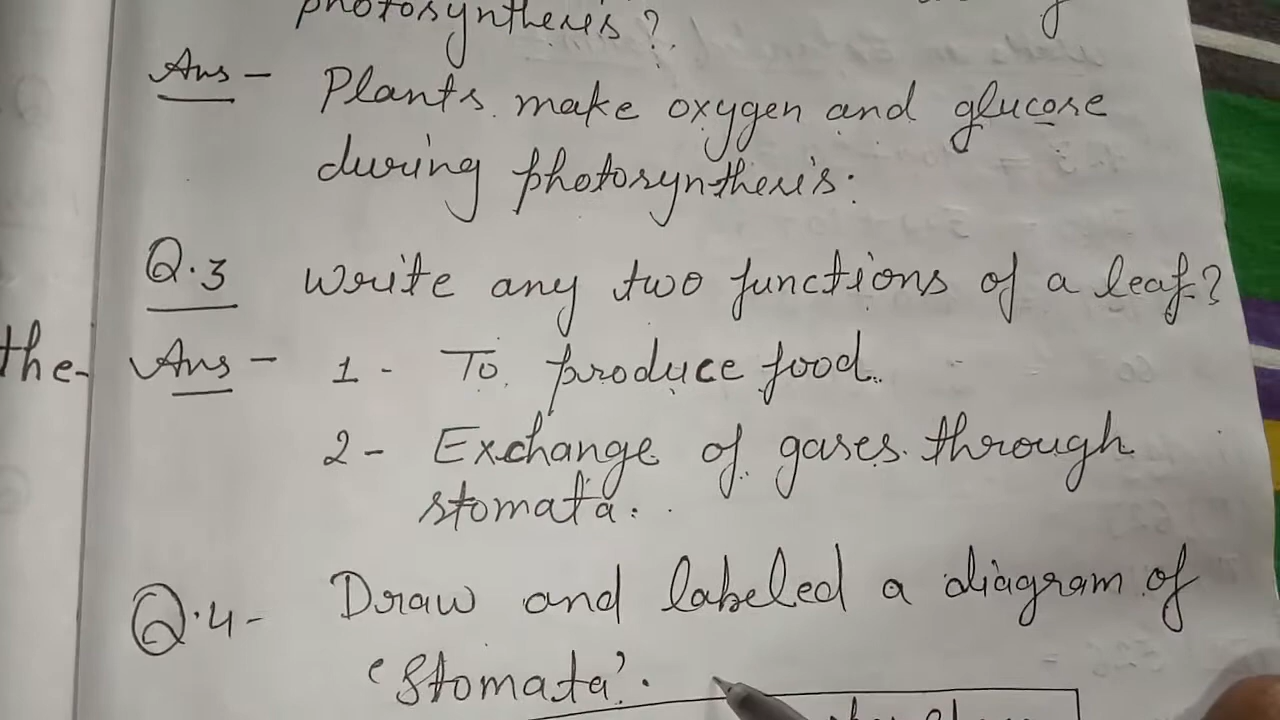 photosynthesis?
Ans - Plants make oxygen and glucose
during photosynthesis.
Q.3 Write any two functions of a leaf?
the- Ans - 1 - To produce food.
2 - Exchange of gases through
stomata.
Q.4 - Draw and labeled a diagram of
'Stomata'.